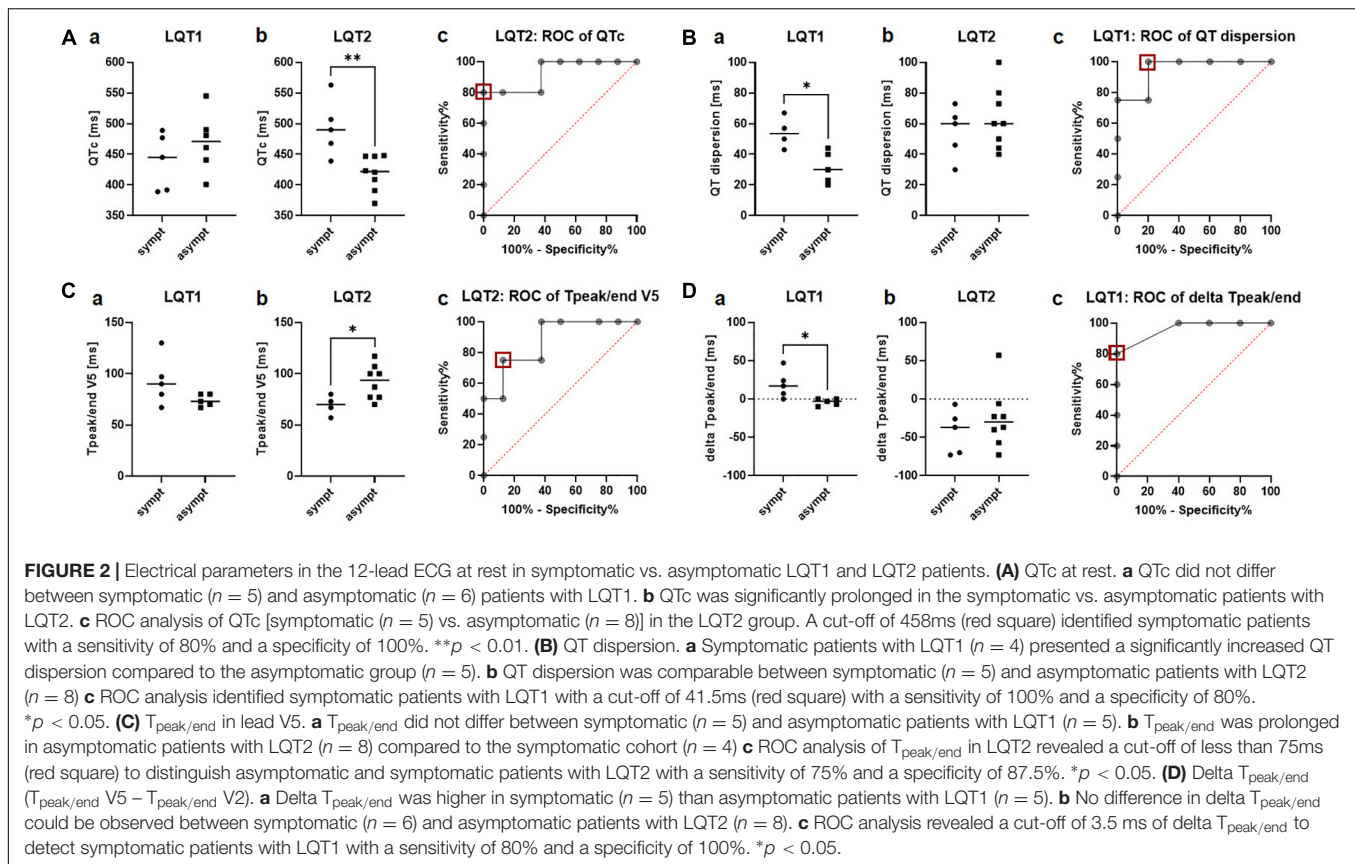 A a LQT1
600
550
500
450
400
350
QTc [ms]
sympt
asympt
b LQT2
**
600
550
500
450
400
350
QTc [ms]
sympt
asympt
c LQT2: ROC of QTc
100
80
60
40
20
0
Sensitivity%
0 20 40 60 80 100
100% - Specificity%
B a LQT1
*
100
80
60
40
20
0
QT dispersion [ms]
sympt
asympt
b LQT2
100
80
60
40
20
0
QT dispersion [ms]
sympt
asympt
c LQT1: ROC of QT dispersion
100
80
60
40
20
0
Sensitivity%
0 20 40 60 80 100
100% - Specificity%
C a LQT1
150
100
50
0
Tpeak/end V5 [ms]
sympt
asympt
b LQT2
*
150
100
50
0
Tpeak/end V5 [ms]
sympt
asympt
c LQT2: ROC of Tpeak/end V5
100
80
60
40
20
0
Sensitivity%
0 20 40 60 80 100
100% - Specificity%
D a LQT1
*
100
50
0
-50
-100
delta Tpeak/end [ms]
sympt
asympt
b LQT2
100
50
0
-50
-100
delta Tpeak/end [ms]
sympt
asympt
c LQT1: ROC of delta Tpeak/end
100
80
60
40
20
0
Sensitivity%
0 20 40 60 80 100
100% - Specificity%
FIGURE 2 | Electrical parameters in the 12-lead ECG at rest in symptomatic vs. asymptomatic LQT1 and LQT2 patients. (A) QTc at rest. a QTc did not differ
between symptomatic (n = 5) and asymptomatic (n = 6) patients with LQT1. b QTc was significantly prolonged in the symptomatic vs. asymptomatic patients with
LQT2. c ROC analysis of QTc [symptomatic (n = 5) vs. asymptomatic (n = 8)] in the LQT2 group. A cut-off of 458ms (red square) identified symptomatic patients
with a sensitivity of 80% and a specificity of 100%. **p < 0.01. (B) QT dispersion. a Symptomatic patients with LQT1 (n = 4) presented a significantly increased QT
dispersion compared to the asymptomatic group (n = 5). b QT dispersion was comparable between symptomatic (n = 5) and asymptomatic patients with LQT2
(n = 8) c ROC analysis identified symptomatic patients with LQT1 with a cut-off of 41.5ms (red square) with a sensitivity of 100% and a specificity of 80%.
*p < 0.05. (C) Tpeak/end in lead V5. a Tpeak/end did not differ between symptomatic (n = 5) and asymptomatic patients with LQT1 (n = 5). b Tpeak/end was prolonged
in asymptomatic patients with LQT2 (n = 8) compared to the symptomatic cohort (n = 4) c ROC analysis of Tpeak/end in LQT2 revealed a cut-off of less than 75ms
(red square) to distinguish asymptomatic and symptomatic patients with LQT2 with a sensitivity of 75% and a specificity of 87.5%. *p < 0.05. (D) Delta Tpeak/end
(Tpeak/end V5 – Tpeak/end V2). a Delta Tpeak/end was higher in symptomatic (n = 5) than asymptomatic patients with LQT1 (n = 5). b No difference in delta Tpeak/end
could be observed between symptomatic (n = 6) and asymptomatic patients with LQT2 (n = 8). c ROC analysis revealed a cut-off of 3.5 ms of delta Tpeak/end to
detect symptomatic patients with LQT1 with a sensitivity of 80% and a specificity of 100%. *p < 0.05.